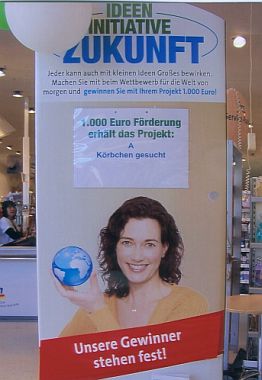 IDEEN
INITIATIVE
ZUKUNFT
Jeder kann auch mit kleinen Ideen Großes bewirken.
Machen Sie mit beim Wettbewerb für die Welt von
morgen und gewinnen Sie mit Ihrem Projekt 1.000 Euro!
1.000 Euro Förderung
erhält das Projekt:
A
Körbchen gesucht
Unsere Gewinner
stehen fest!